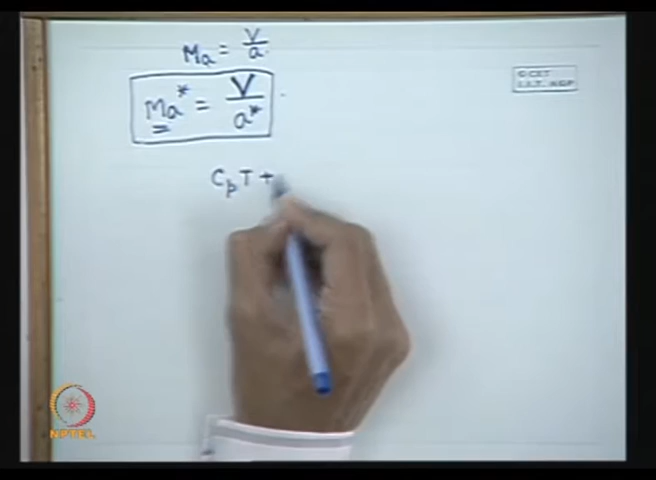 Ma = V/a.
Ma* = V/a*.
© CET
I.I.T. KGP
CpT +
NPTEL